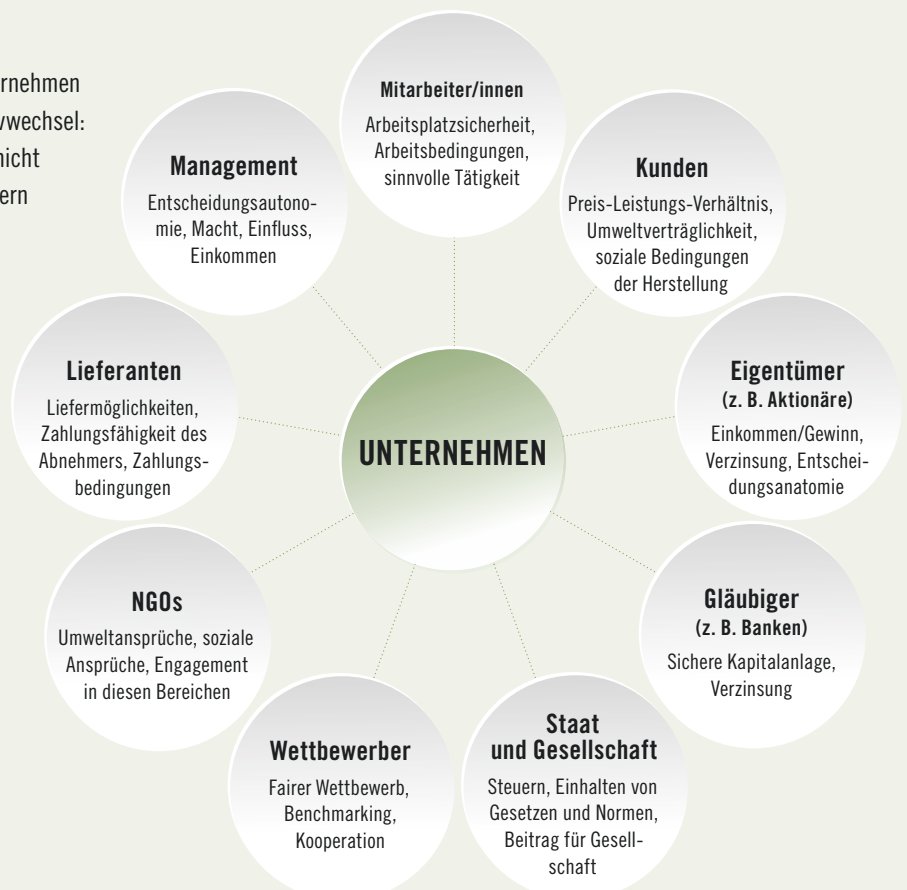 rnehmen
vwechsel:
nicht
ern
Mitarbeiter/innen
Arbeitsplatzsicherheit,
Arbeitsbedingungen,
sinnvolle Tätigkeit
Management
Entscheidungsautono-
mie, Macht, Einfluss,
Einkommen
Kunden
Preis-Leistungs-Verhältnis,
Umweltverträglichkeit,
soziale Bedingungen
der Herstellung
Lieferanten
Liefermöglichkeiten,
Zahlungsfähigkeit des
Abnehmers, Zahlungs-
bedingungen
UNTERNEHMEN
Eigentümer
(z. B. Aktionäre)
Einkommen/Gewinn,
Verzinsung, Entschei-
dungsanatomie
NGOs
Umweltansprüche, soziale
Ansprüche, Engagement
in diesen Bereichen
Gläubiger
(z. B. Banken)
Sichere Kapitalanlage,
Verzinsung
Wettbewerber
Fairer Wettbewerb,
Benchmarking,
Kooperation
Staat
und Gesellschaft
Steuern, Einhalten von
Gesetzen und Normen,
Beitrag für Gesell-
schaft